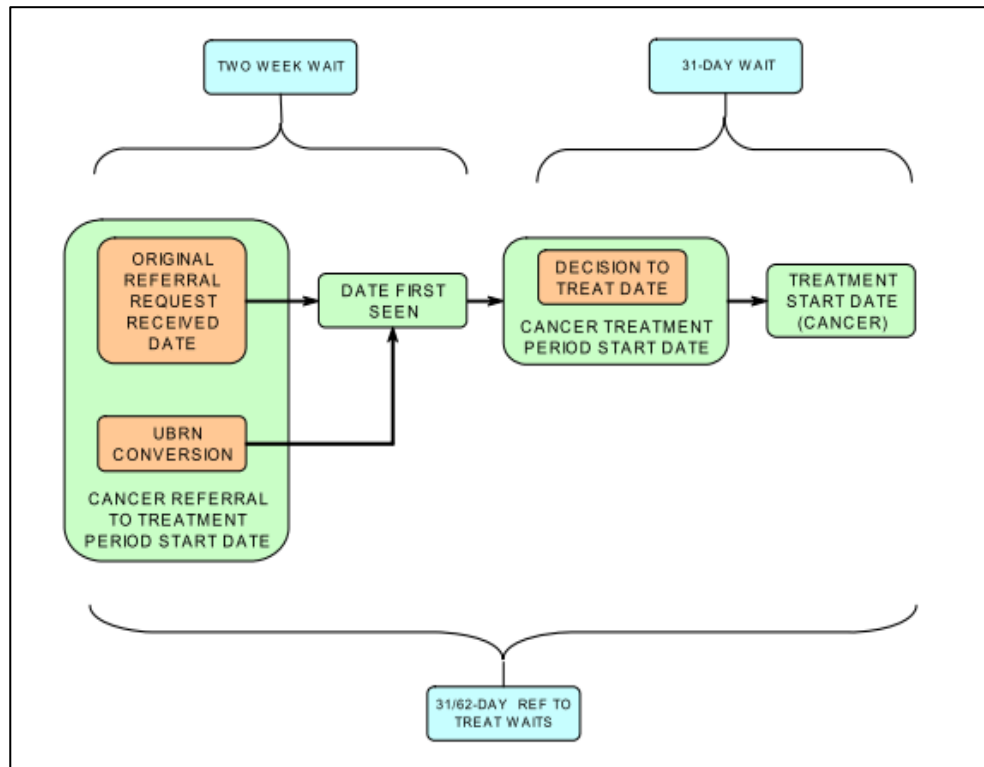 TWO WEEK WAIT
31-DAY WAIT
ORIGINAL
REFERRAL
REQUEST
RECEIVED
DATE
DATE FIRST
SEEN
DECISION TO
TREAT DATE
CANCER TREATMENT
PERIOD START DATE
TREATMENT
START DATE
(CANCER)
UBRN
CONVERSION
CANCER REFERRAL
TO TREATMENT
PERIOD START DATE
31/62-DAY REF TO
TREAT WAITS